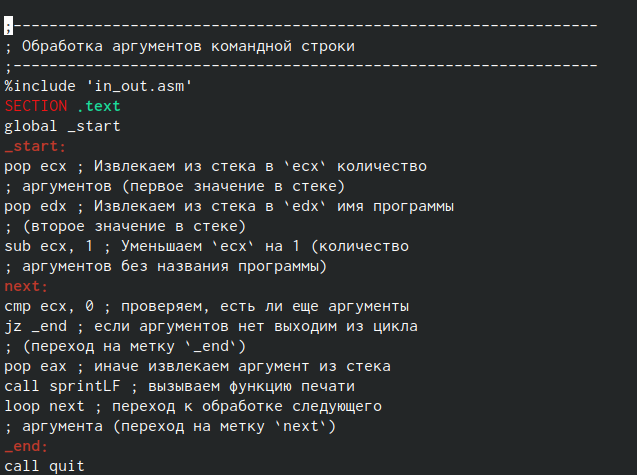 ;-----------------------------------------------------------------
; Обработка аргументов командной строки
;-----------------------------------------------------------------
%include 'in_out.asm'
SECTION .text
global _start
_start:
pop ecx ; Извлекаем из стека в `ecx` количество
; аргументов (первое значение в стеке)
pop edx ; Извлекаем из стека в `edx` имя программы
; (второе значение в стеке)
sub ecx, 1 ; Уменьшаем `ecx` на 1 (количество
; аргументов без названия программы)
next:
cmp ecx, 0 ; проверяем, есть ли еще аргументы
jz _end ; если аргументов нет выходим из цикла
; (переход на метку `_end`)
pop eax ; иначе извлекаем аргумент из стека
call sprintLF ; вызываем функцию печати
loop next ; переход к обработке следующего
; аргумента (переход на метку `next`)
_end:
call quit